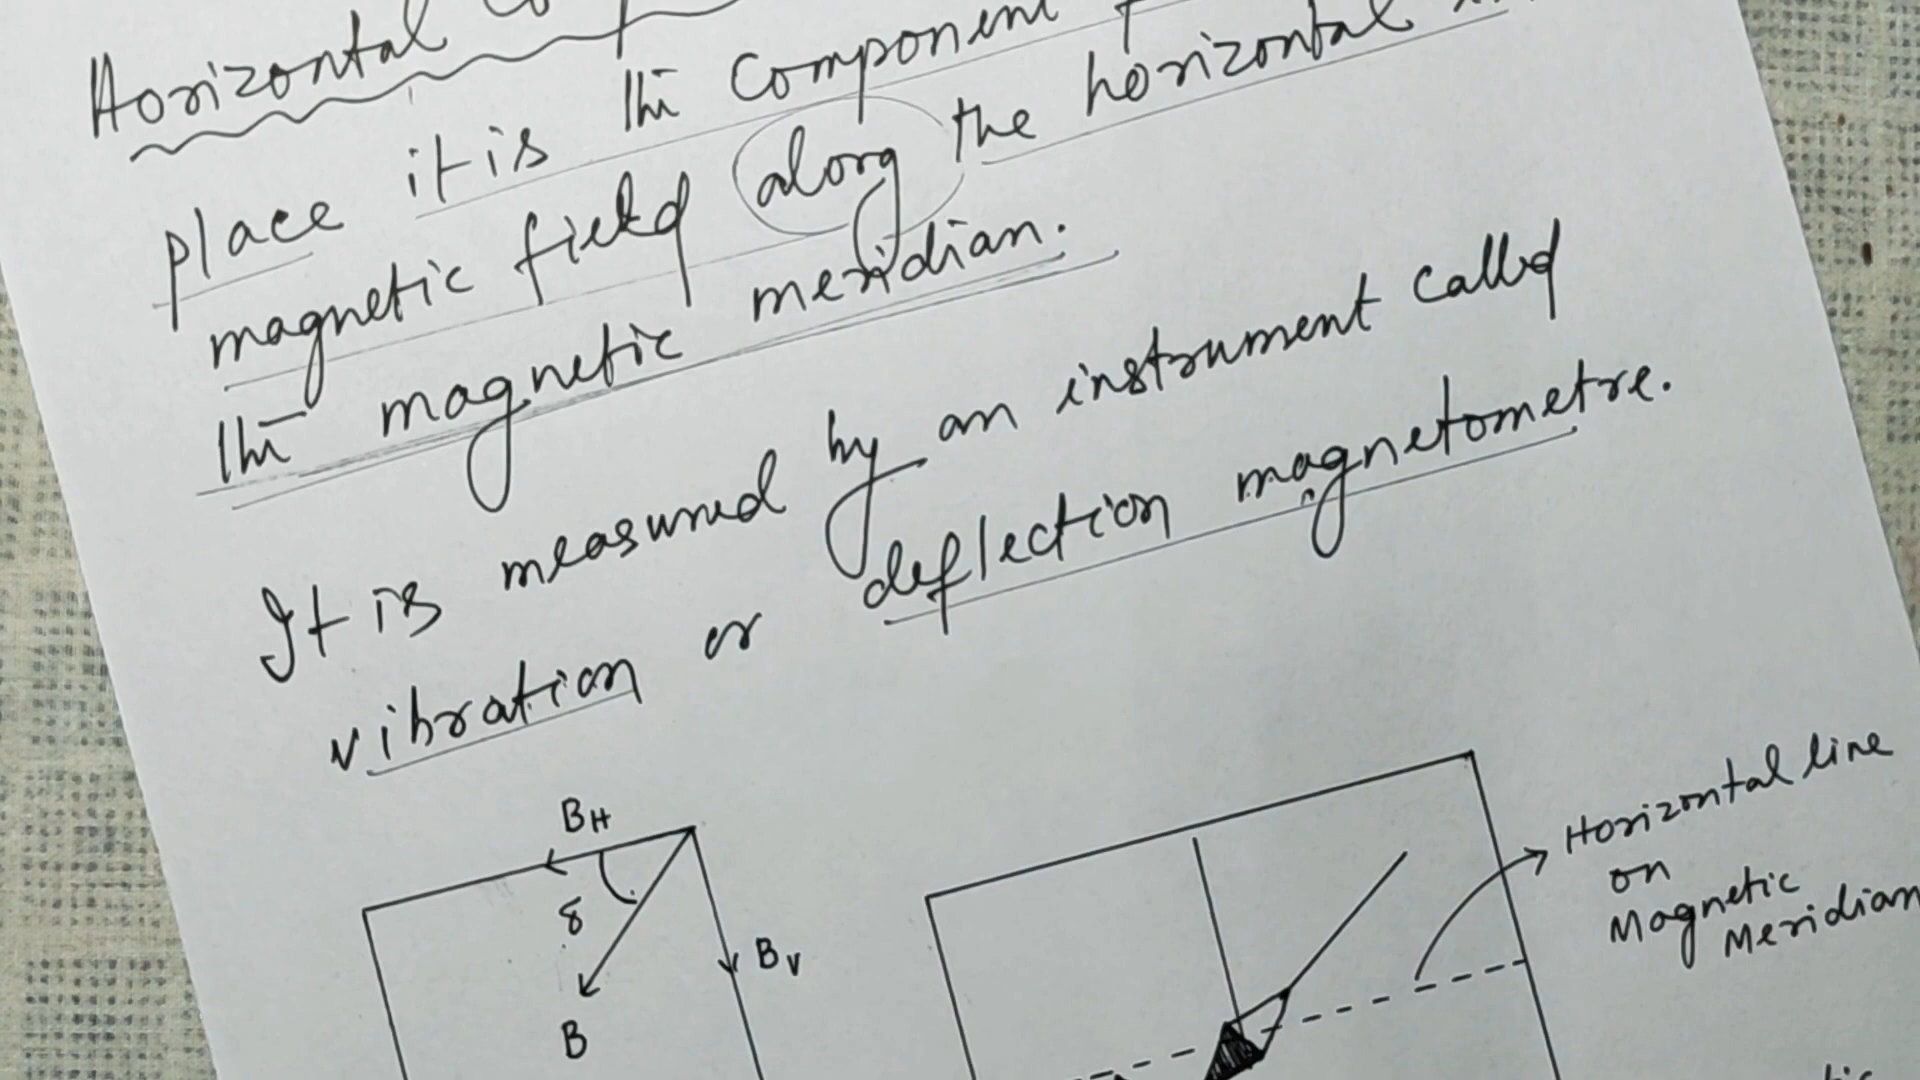 Horizontal
place it is the component
magnetic field along the horizontal
the magnetic meridian.
It is measured by an instrument called
vibration or deflection magnetometre.
BH
δ
BV
B
Horizontal line
on
Magnetic
Meridian